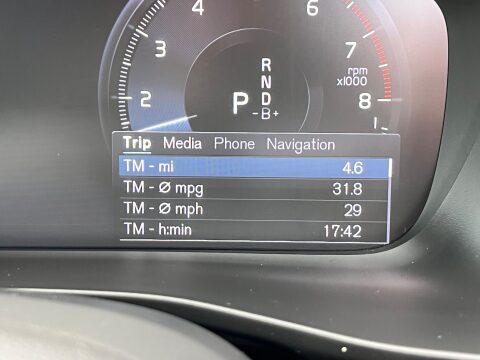 4
6
3
7
R
rpm
N
x1000
P
D
2
-B+
8
Trip Media Phone Navigation
TM - mi 4.6
TM - Ø mpg 31.8
TM - Ø mph 29
TM - h:min 17:42